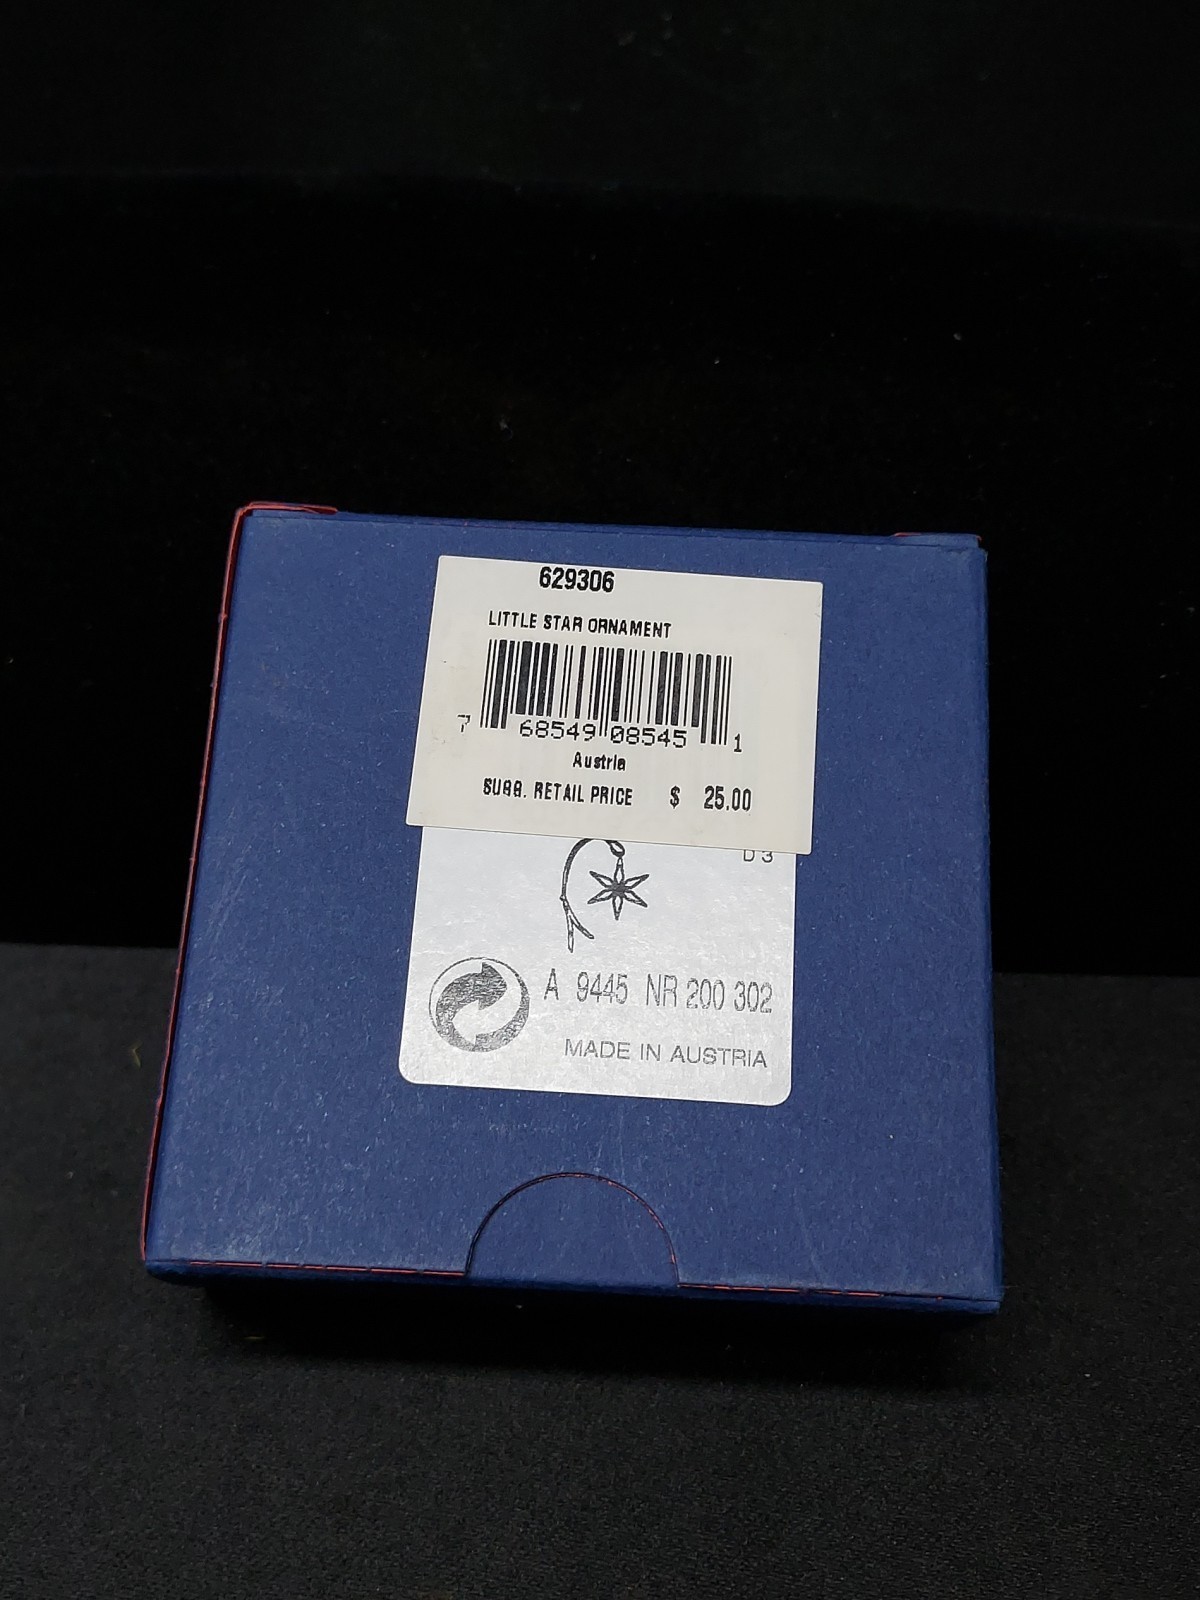 629306
LITTLE STAR ORNAMENT
7 68549 08545 1
Austria
SUGG. RETAIL PRICE $ 25.00
D 3
A 9445 NR 200 302
MADE IN AUSTRIA